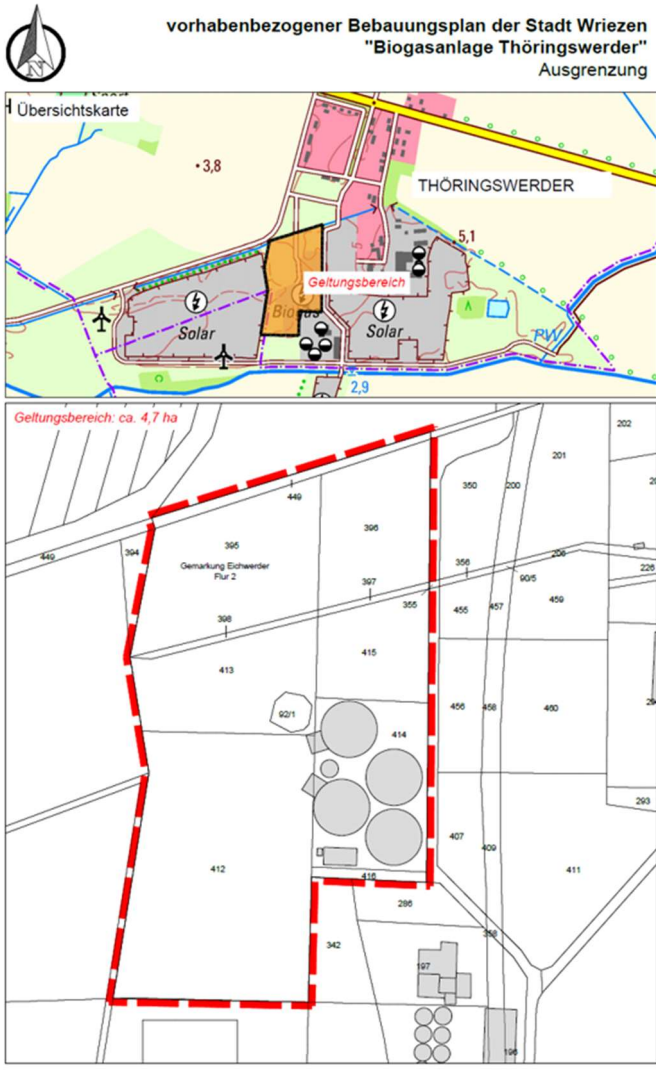 vorhabenbezogener Bebauungsplan der Stadt Wriezen
"Biogasanlage Thöringswerder"
Ausgrenzung
N
Übersichtskarte
3,8
THÖRINGSWERDER
5,1
Geltungsbereich
Biogas
Solar
Solar
PW
2,9
Geltungsbereich: ca. 4,7 ha
202
201
449
350
200
396
449
394
395
Gemarkung Eichwerder
Flur 2
206
356
226
397
90/5
355
455
457
459
398
415
413
92/1
456
458
460
414
293
407
409
412
416
411
286
358
342
197
196